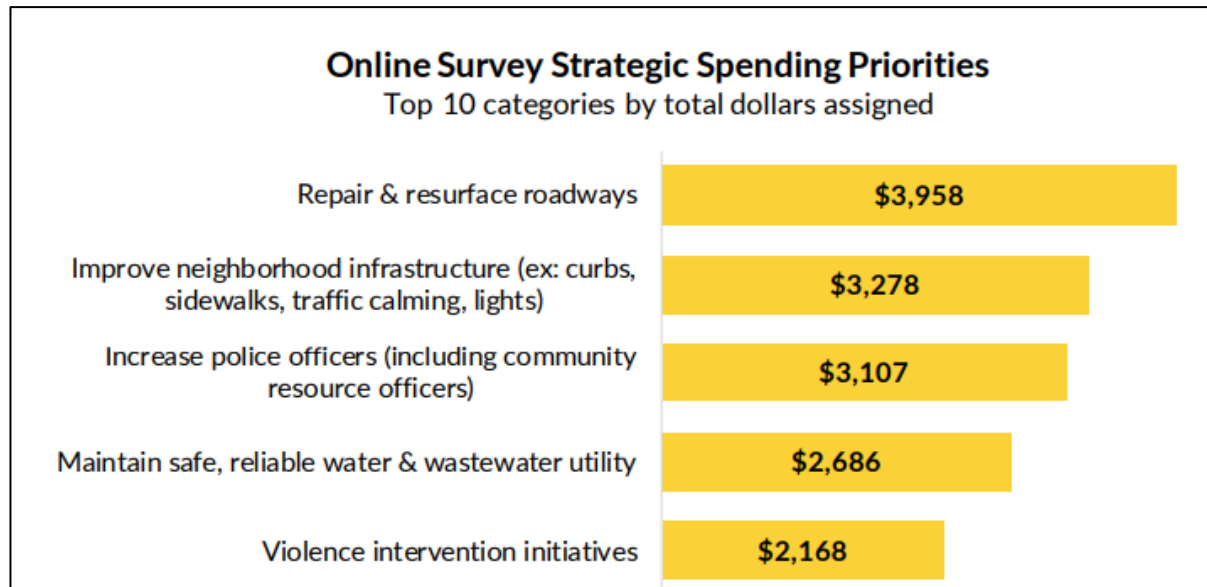 Online Survey Strategic Spending Priorities
Top 10 categories by total dollars assigned
Repair & resurface roadways
$3,958
Improve neighborhood infrastructure (ex: curbs,
sidewalks, traffic calming, lights)
$3,278
Increase police officers (including community
resource officers)
$3,107
Maintain safe, reliable water & wastewater utility
$2,686
Violence intervention initiatives
$2,168